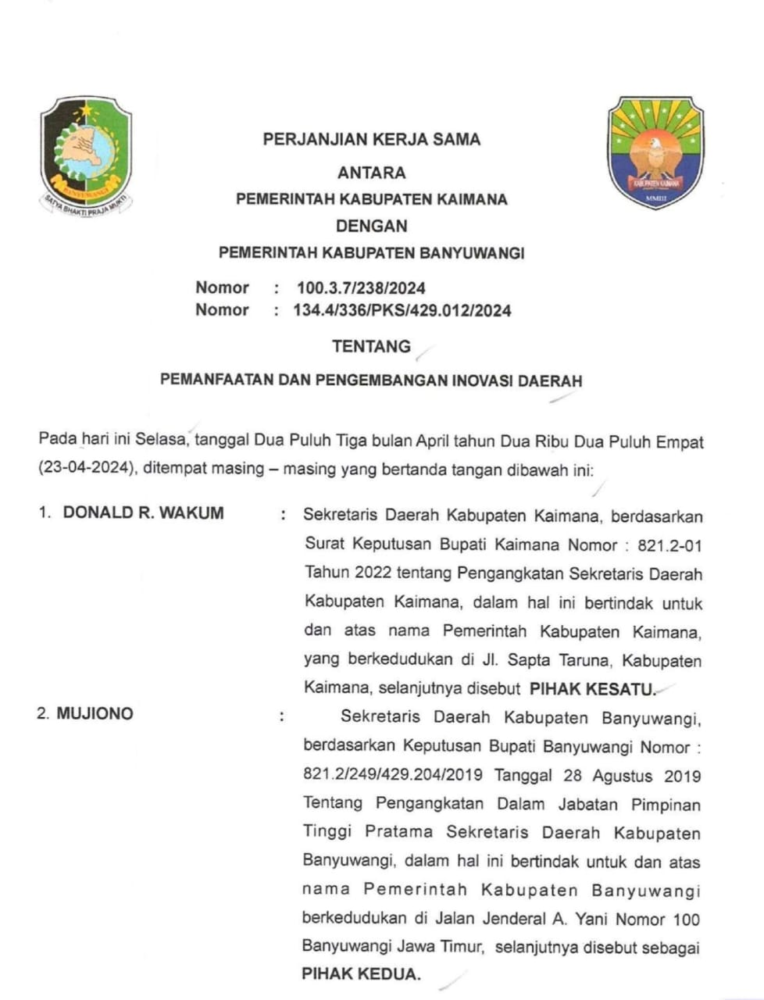 PERJANJIAN KERJA SAMA
ANTARA
PEMERINTAH KABUPATEN KAIMANA
DENGAN
PEMERINTAH KABUPATEN BANYUWANGI
BANYUWANGI
SATYA BHAKTI PRAJA MUKTI
KABUPATEN KAIMANA
MMIII
Nomor : 100.3.7/238/2024
Nomor : 134.4/336/PKS/429.012/2024
TENTANG
PEMANFAATAN DAN PENGEMBANGAN INOVASI DAERAH
Pada hari ini Selasa, tanggal Dua Puluh Tiga bulan April tahun Dua Ribu Dua Puluh Empat
(23-04-2024), ditempat masing – masing yang bertanda tangan dibawah ini:
1. DONALD R. WAKUM : Sekretaris Daerah Kabupaten Kaimana, berdasarkan
Surat Keputusan Bupati Kaimana Nomor : 821.2-01
Tahun 2022 tentang Pengangkatan Sekretaris Daerah
Kabupaten Kaimana, dalam hal ini bertindak untuk
dan atas nama Pemerintah Kabupaten Kaimana,
yang berkedudukan di Jl. Sapta Taruna, Kabupaten
Kaimana, selanjutnya disebut PIHAK KESATU.
2. MUJIONO : Sekretaris Daerah Kabupaten Banyuwangi,
berdasarkan Keputusan Bupati Banyuwangi Nomor :
821.2/249/429.204/2019 Tanggal 28 Agustus 2019
Tentang Pengangkatan Dalam Jabatan Pimpinan
Tinggi Pratama Sekretaris Daerah Kabupaten
Banyuwangi, dalam hal ini bertindak untuk dan atas
nama Pemerintah Kabupaten Banyuwangi
berkedudukan di Jalan Jenderal A. Yani Nomor 100
Banyuwangi Jawa Timur, selanjutnya disebut sebagai
PIHAK KEDUA.